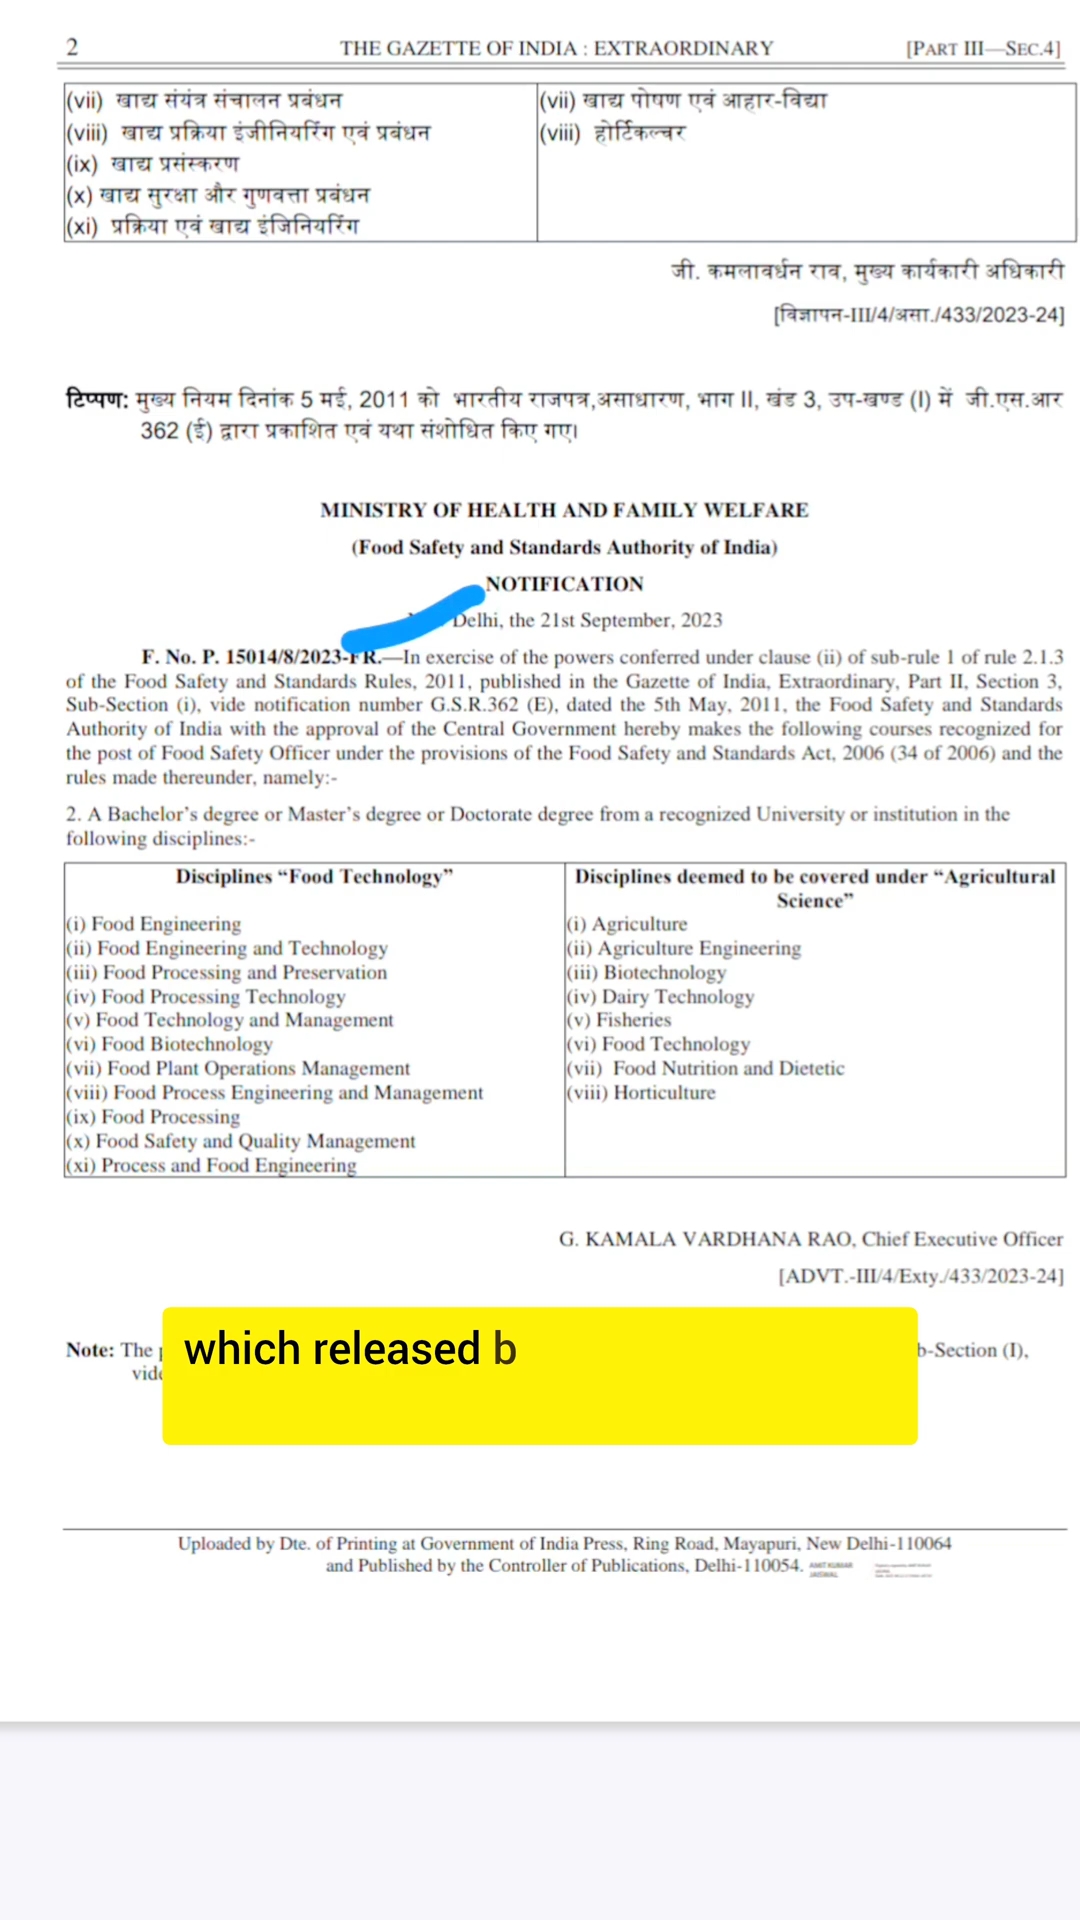 2 THE GAZETTE OF INDIA : EXTRAORDINARY [PART III—SEC.4]
(vii) खाद्य संयंत्र संचालन प्रबंधन
(viii) खाद्य प्रक्रिया इंजीनियरिंग एवं प्रबंधन
(ix) खाद्य प्रसंस्करण
(x) खाद्य सुरक्षा और गुणवत्ता प्रबंधन
(xi) प्रक्रिया एवं खाद्य इंजिनियरिंग
(vii) खाद्य पोषण एवं आहार-विद्या
(viii) होर्टिकल्चर
जी. कमलावर्धन राव, मुख्य कार्यकारी अधिकारी
[विज्ञापन-III/4/असा./433/2023-24]
टिप्पण: मुख्य नियम दिनांक 5 मई, 2011 को भारतीय राजपत्र,असाधारण, भाग II, खंड 3, उप-खण्ड (I) में जी.एस.आर
362 (ई) द्वारा प्रकाशित एवं यथा संशोधित किए गए।
MINISTRY OF HEALTH AND FAMILY WELFARE
(Food Safety and Standards Authority of India)
NOTIFICATION
Delhi, the 21st September, 2023
F. No. P. 15014/8/2023-FR.—In exercise of the powers conferred under clause (ii) of sub-rule 1 of rule 2.1.3
of the Food Safety and Standards Rules, 2011, published in the Gazette of India, Extraordinary, Part II, Section 3,
Sub-Section (i), vide notification number G.S.R.362 (E), dated the 5th May, 2011, the Food Safety and Standards
Authority of India with the approval of the Central Government hereby makes the following courses recognized for
the post of Food Safety Officer under the provisions of the Food Safety and Standards Act, 2006 (34 of 2006) and the
rules made thereunder, namely:-
2. A Bachelor's degree or Master's degree or Doctorate degree from a recognized University or institution in the
following disciplines:-
Disciplines “Food Technology”
(i) Food Engineering
(ii) Food Engineering and Technology
(iii) Food Processing and Preservation
(iv) Food Processing Technology
(v) Food Technology and Management
(vi) Food Biotechnology
(vii) Food Plant Operations Management
(viii) Food Process Engineering and Management
(ix) Food Processing
(x) Food Safety and Quality Management
(xi) Process and Food Engineering
Disciplines deemed to be covered under “Agricultural
Science”
(i) Agriculture
(ii) Agriculture Engineering
(iii) Biotechnology
(iv) Dairy Technology
(v) Fisheries
(vi) Food Technology
(vii) Food Nutrition and Dietetic
(viii) Horticulture
G. KAMALA VARDHANA RAO, Chief Executive Officer
[ADVT.-III/4/Exty./433/2023-24]
Note: The b-Section (I),
which released b
Uploaded by Dte. of Printing at Government of India Press, Ring Road, Mayapuri, New Delhi-110064
and Published by the Controller of Publications, Delhi-110054.
AMIT KUMAR
JAISWAL